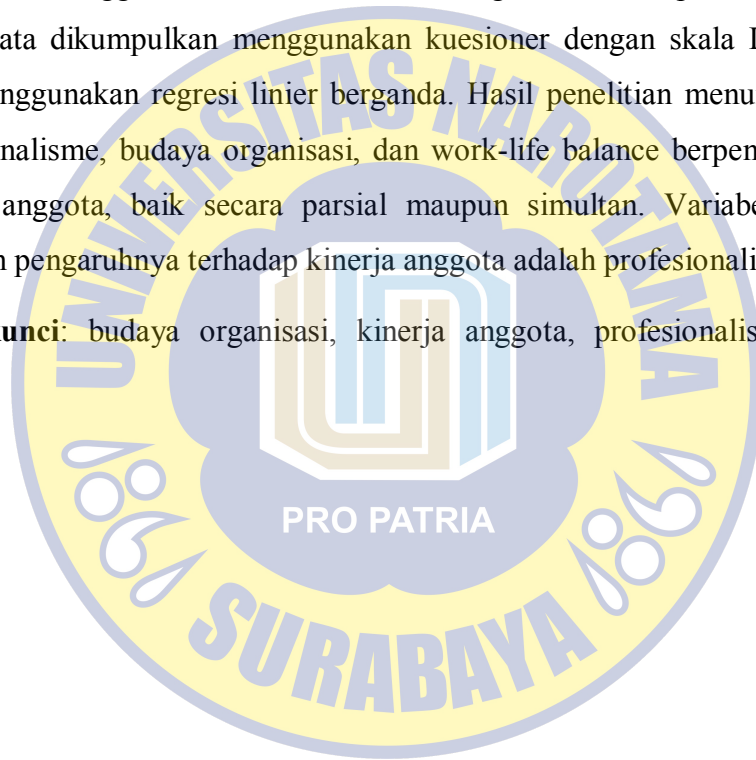 ata dikumpulkan menggunakan kuesioner dengan skala
nggunakan regresi linier berganda. Hasil penelitian menu
nalisme, budaya organisasi, dan work-life balance berpen
anggota, baik secara parsial maupun simultan. Variabe
n pengaruhnya terhadap kinerja anggota adalah profesionali
unci: budaya organisasi, kinerja anggota, profesionalis
UNIVERSITAS NAROTAMA
PRO PATRIA
1981 1981
SURABAYA